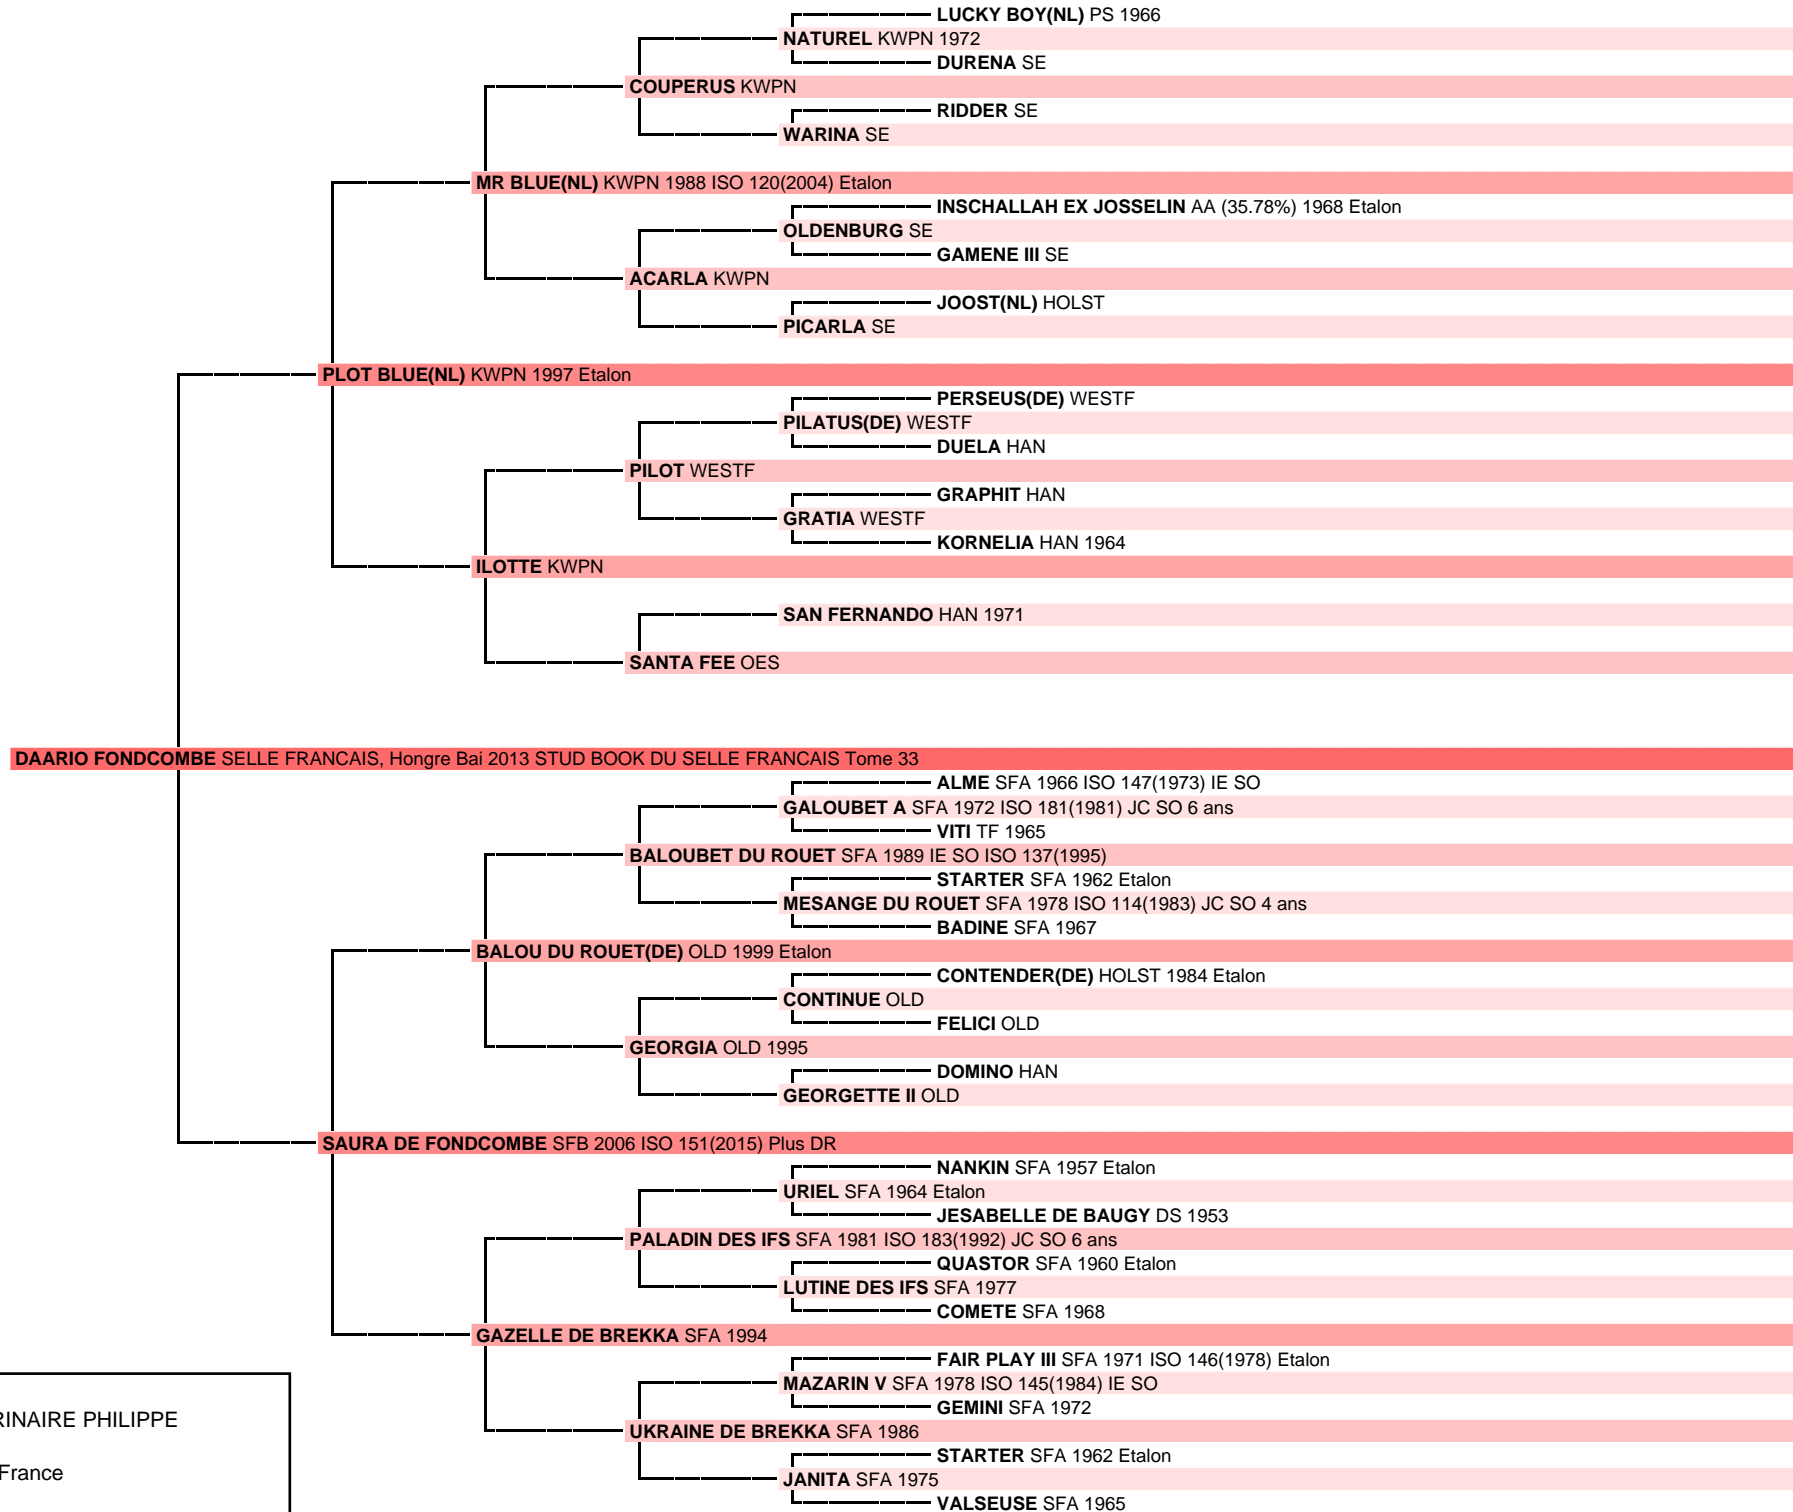 LUCKY BOY(NL) PS 1966
NATUREL KWPN 1972
DURENA SE
COUPERUS KWPN
RIDDER SE
WARINA SE
MR BLUE(NL) KWPN 1988 ISO 120(2004) Etalon
INSCHALLAH EX JOSSELIN AA (35.78%) 1968 Etalon
OLDENBURG SE
GAMENE III SE
ACARLA KWPN
JOOST(NL) HOLST
PICARLA SE
PLOT BLUE(NL) KWPN 1997 Etalon
PERSEUS(DE) WESTF
PILATUS(DE) WESTF
DUELA HAN
PILOT WESTF
GRAPHIT HAN
GRATIA WESTF
KORNELIA HAN 1964
ILOTTE KWPN
SAN FERNANDO HAN 1971
SANTA FEE OES
DAARIO FONDCOMBE SELLE FRANCAIS, Hongre Bai 2013 STUD BOOK DU SELLE FRANCAIS Tome 33
ALME SFA 1966 ISO 147(1973) IE SO
GALOUBET A SFA 1972 ISO 181(1981) JC SO 6 ans
VITI TF 1965
BALOUBET DU ROUET SFA 1989 IE SO ISO 137(1995)
STARTER SFA 1962 Etalon
MESANGE DU ROUET SFA 1978 ISO 114(1983) JC SO 4 ans
BADINE SFA 1967
BALOU DU ROUET(DE) OLD 1999 Etalon
CONTENDER(DE) HOLST 1984 Etalon
CONTINUE OLD
FELICI OLD
GEORGIA OLD 1995
DOMINO HAN
GEORGETTE II OLD
SAURA DE FONDCOMBE SFB 2006 ISO 151(2015) Plus DR
NANKIN SFA 1957 Etalon
URIEL SFA 1964 Etalon
JESABELLE DE BAUGY DS 1953
PALADIN DES IFS SFA 1981 ISO 183(1992) JC SO 6 ans
QUASTOR SFA 1960 Etalon
LUTINE DES IFS SFA 1977
COMETE SFA 1968
GAZELLE DE BREKKA SFA 1994
FAIR PLAY III SFA 1971 ISO 146(1978) Etalon
MAZARIN V SFA 1978 ISO 145(1984) IE SO
GEMINI SFA 1972
UKRAINE DE BREKKA SFA 1986
STARTER SFA 1962 Etalon
JANITA SFA 1975
VALSEUSE SFA 1965
RINAIRE PHILIPPE
France